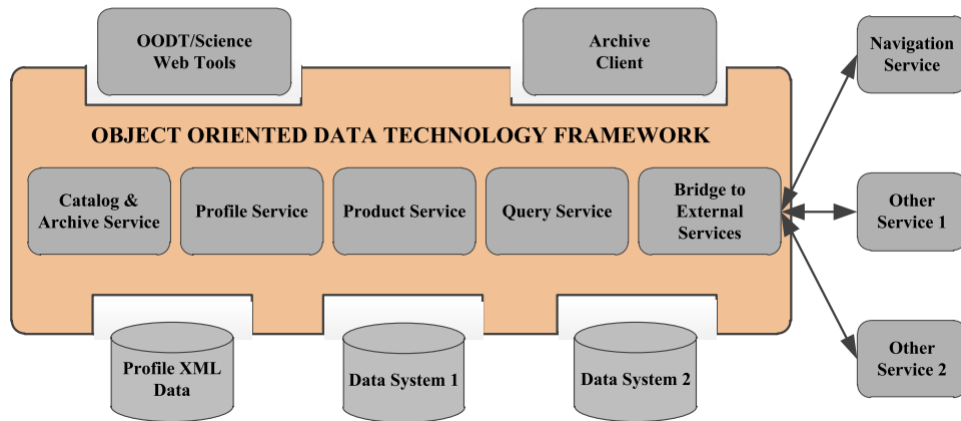 OODT/Science
Web Tools
Archive
Client
Navigation
Service
OBJECT ORIENTED DATA TECHNOLOGY FRAMEWORK
Catalog &
Archive Service
Profile Service
Product Service
Query Service
Bridge to
External
Services
Other
Service 1
Profile XML
Data
Data System 1
Data System 2
Other
Service 2